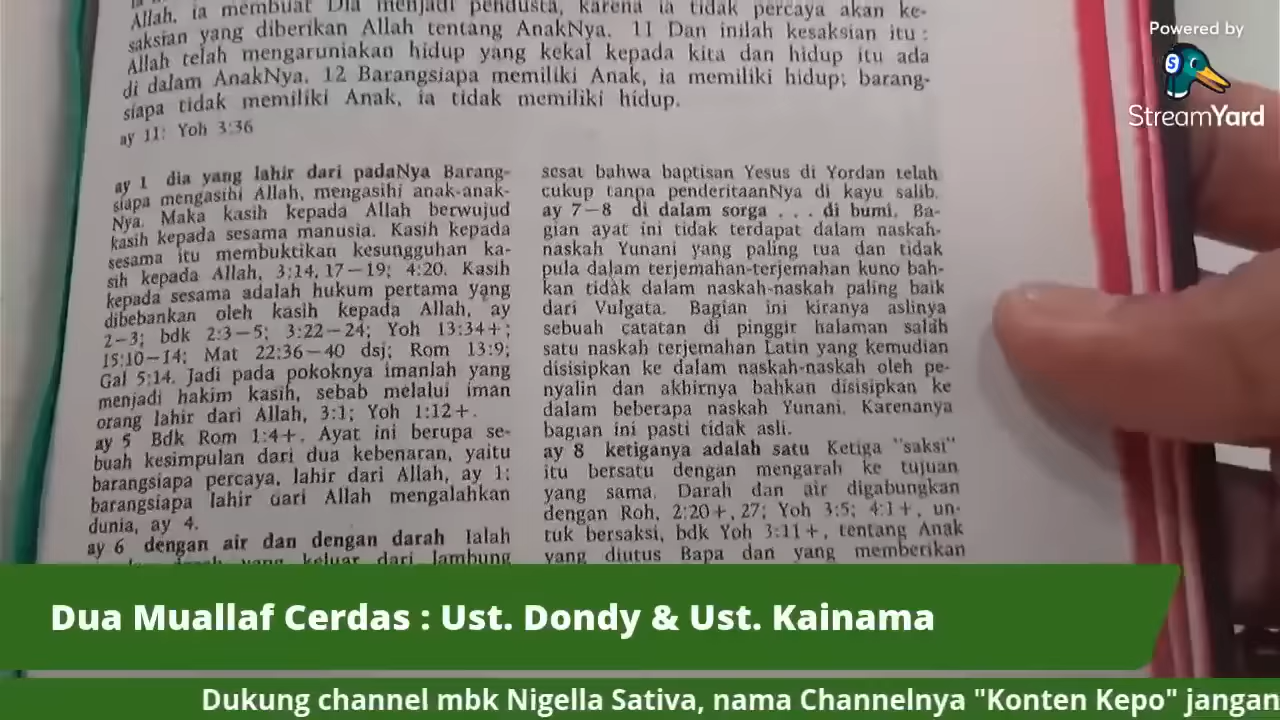 Allah, ia membuat Dia menjadi pendusta, karena ia tidak percaya akan ke-
saksian yang diberikan Allah tentang AnakNya. 11 Dan inilah kesaksian itu :
Allah telah mengaruniakan hidup yang kekal kepada kita dan hidup itu ada
di dalam AnakNya. 12 Barangsiapa memiliki Anak, ia memiliki hidup; barang-
siapa tidak memiliki Anak, ia tidak memiliki hidup.
ay 11: Yoh 3:36
ay 1 dia yang lahir dari padaNya Barang-
siapa mengasihi Allah, mengasihi anak-anak-
Nya. Maka kasih kepada Allah berwujud
kasih kepada sesama manusia. Kasih kepada
sesama itu membuktikan kesungguhan ka-
sih kepada Allah, 3:14, 17–19; 4:20. Kasih
kepada sesama adalah hukum pertama yang
dibebankan oleh kasih kepada Allah, ay
2–3; bdk 2:3–5; 3:22–24; Yoh 13:34+;
15:10–14; Mat 22:36–40 dsj; Rom 13:9;
Gal 5:14. Jadi pada pokoknya imanlah yang
menjadi hakim kasih, sebab melalui iman
orang lahir dari Allah, 3:1; Yoh 1:12+.
ay 5 Bdk Rom 1:4+. Ayat ini berupa se-
buah kesimpulan dari dua kebenaran, yaitu
barangsiapa percaya, lahir dari Allah, ay 1;
barangsiapa lahir dari Allah mengalahkan
dunia, ay 4.
ay 6 dengan air dan dengan darah Ialah
yang keluar dari lambung
sesat bahwa baptisan Yesus di Yordan telah
cukup tanpa penderitaanNya di kayu salib.
ay 7–8 di dalam sorga . . . di bumi. Ba-
gian ayat ini tidak terdapat dalam naskah-
naskah Yunani yang paling tua dan tidak
pula dalam terjemahan-terjemahan kuno bah-
kan tidak dalam naskah-naskah paling baik
dari Vulgata. Bagian ini kiranya aslinya
sebuah catatan di pinggir halaman salah
satu naskah terjemahan Latin yang kemudian
disisipkan ke dalam naskah-naskah oleh pe-
nyalin dan akhirnya bahkan disisipkan ke
dalam beberapa naskah Yunani. Karenanya
bagian ini pasti tidak asli.
ay 8 ketiganya adalah satu Ketiga "saksi"
itu bersatu dengan mengarah ke tujuan
yang sama. Darah dan air digabungkan
dengan Roh, 2:20+, 27; Yoh 3:5; 4:1+, un-
tuk bersaksi, bdk Yoh 3:11+, tentang Anak
yang diutus Bapa dan yang memberikan
Powered by
StreamYard
Dua Muallaf Cerdas : Ust. Dondy & Ust. Kainama
Dukung channel mbk Nigella Sativa, nama Channelnya "Konten Kepo" jangan